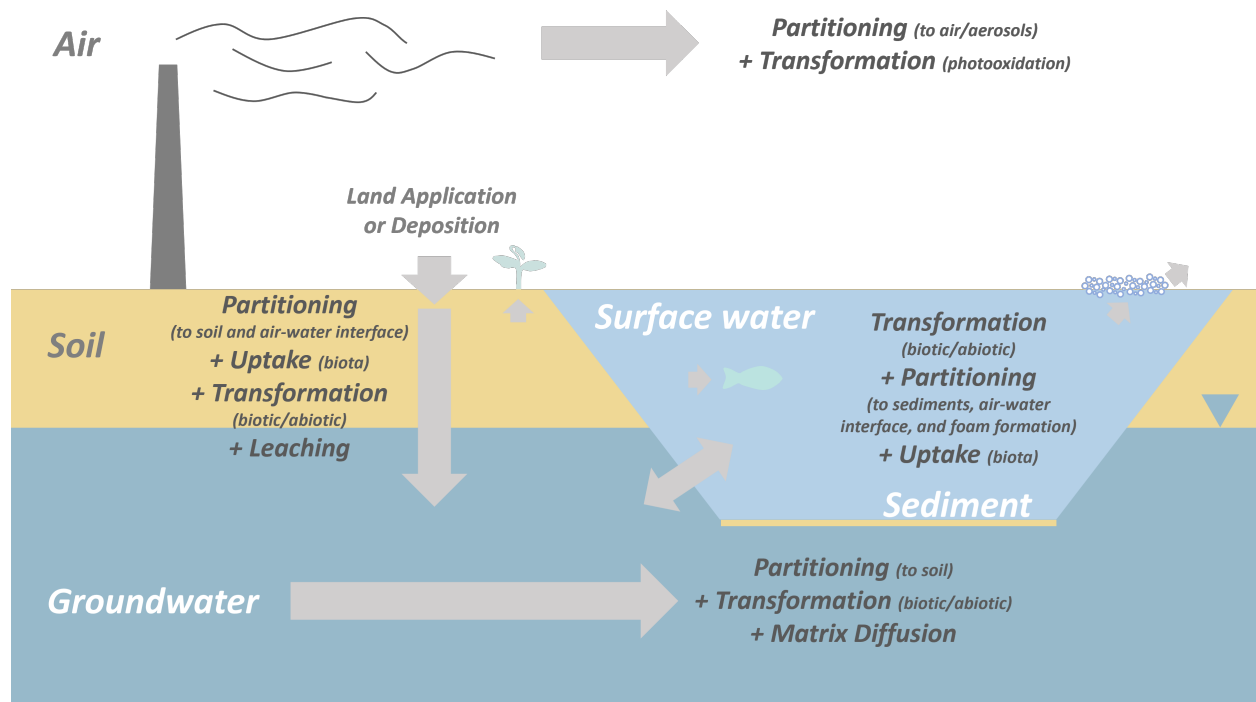 Air
Partitioning (to air/aerosols)
+ Transformation (photooxidation)
Land Application
or Deposition
Soil
Partitioning
(to soil and air-water interface)
+ Uptake (biota)
+ Transformation
(biotic/abiotic)
+ Leaching
Surface water
Transformation
(biotic/abiotic)
+ Partitioning
(to sediments, air-water
interface, and foam formation)
+ Uptake (biota)
Sediment
Groundwater
Partitioning (to soil)
+ Transformation (biotic/abiotic)
+ Matrix Diffusion